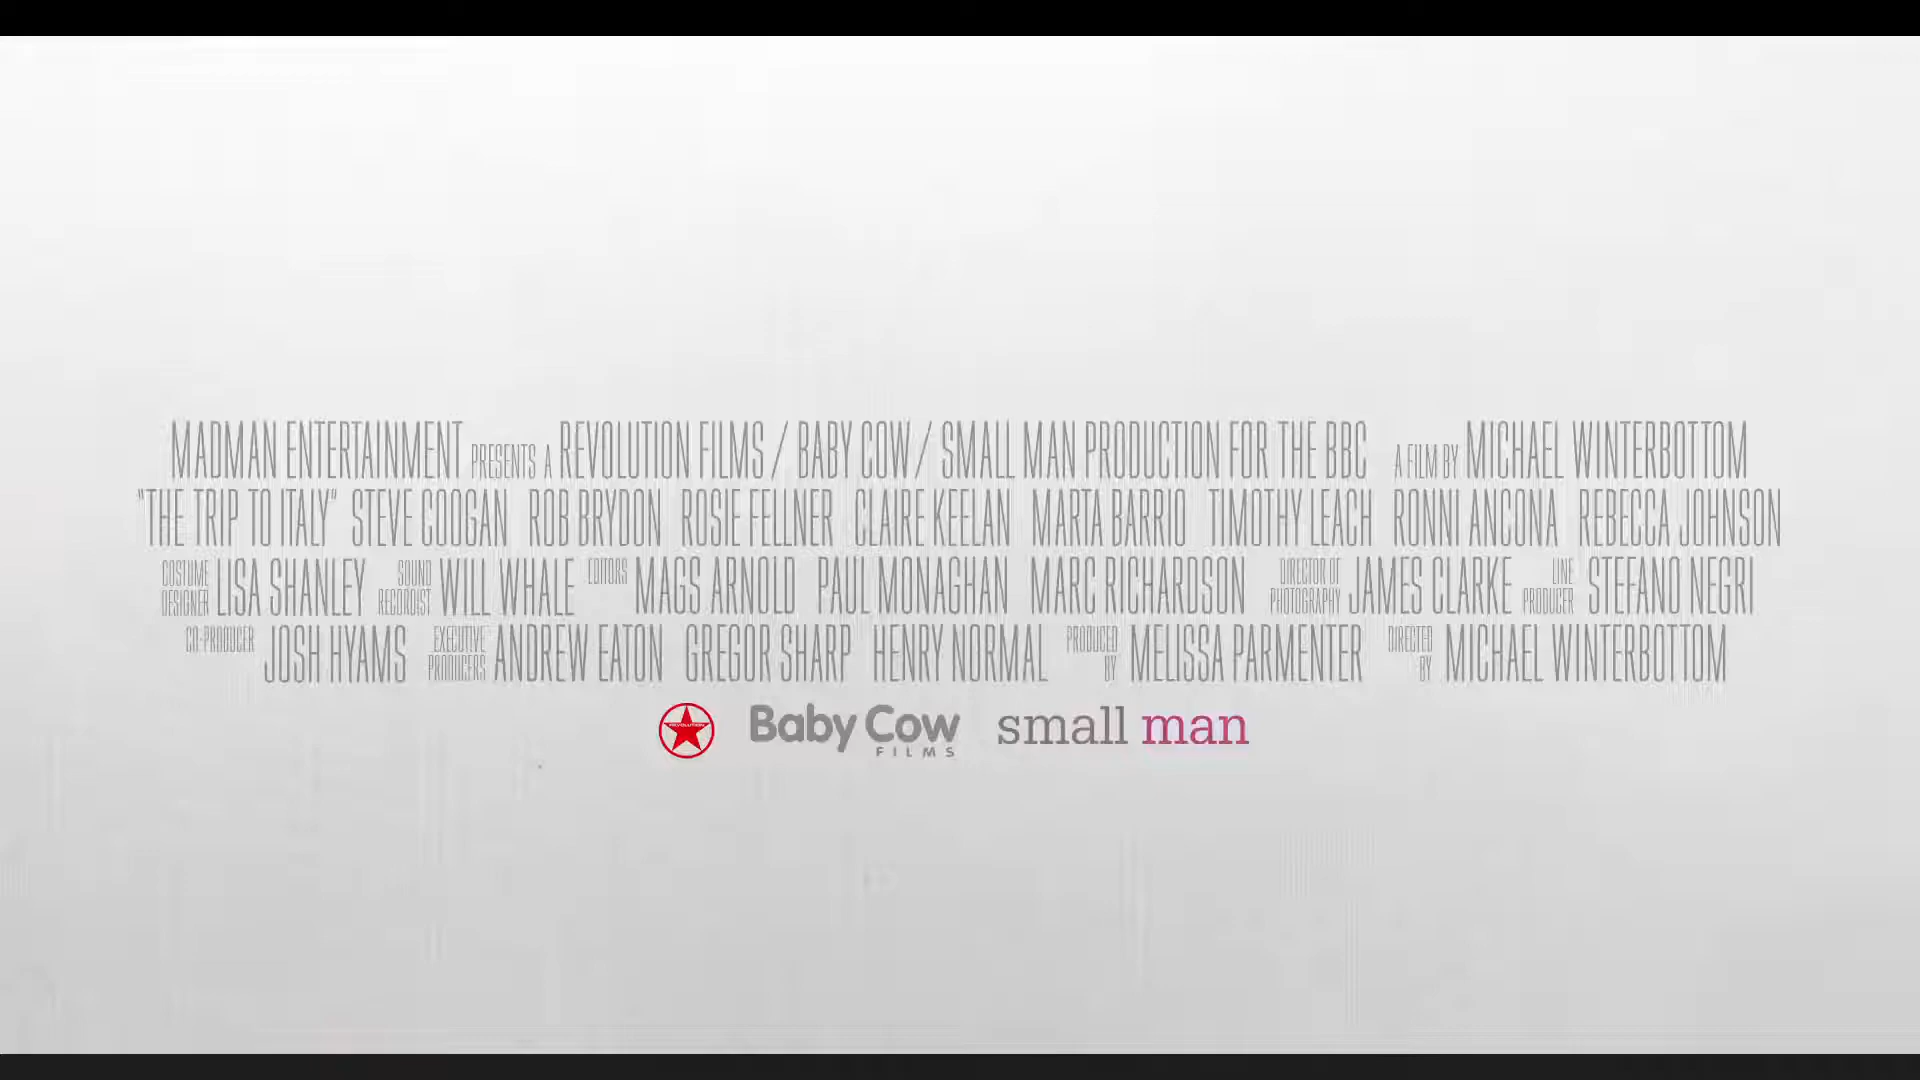 MADMAN ENTERTAINMENT PRESENTS A REVOLUTION FILMS / BABY COW / SMALL MAN PRODUCTION FOR THE BBC A FILM BY MICHAEL WINTERBOTTOM
"THE TRIP TO ITALY" STEVE COOGAN ROB BRYDON ROSIE FELLNER CLAIRE KEELAN MARTA BARRIO TIMOTHY LEACH RONNI ANCONA REBECCA JOHNSON
COSTUME DESIGNER LISA SHANLEY SOUND RECORDIST WILL WHALE EDITORS MAGS ARNOLD PAUL MONAGHAN MARC RICHARDSON DIRECTOR OF PHOTOGRAPHY JAMES CLARKE LINE PRODUCER STEFANO NEGRI
CO-PRODUCER JOSH HYAMS EXECUTIVE PRODUCERS ANDREW EATON GREGOR SHARP HENRY NORMAL PRODUCED BY MELISSA PARMENTER DIRECTED BY MICHAEL WINTERBOTTOM
REVOLUTION Baby Cow small man
FILMS